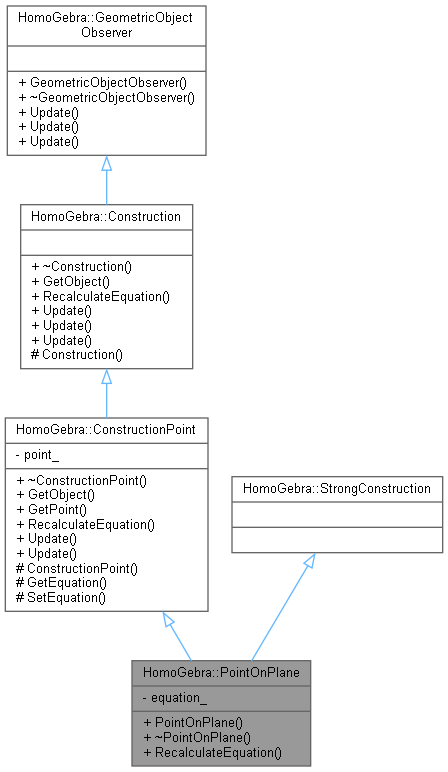 HomoGebra::GeometricObject
Observer
+ GeometricObjectObserver()
+ ~GeometricObjectObserver()
+ Update()
+ Update()
+ Update()
HomoGebra::Construction
+ ~Construction()
+ GetObject()
+ RecalculateEquation()
+ Update()
+ Update()
+ Update()
# Construction()
HomoGebra::ConstructionPoint
- point_
+ ~ConstructionPoint()
+ GetObject()
+ GetPoint()
+ RecalculateEquation()
+ Update()
+ Update()
# ConstructionPoint()
# GetEquation()
# SetEquation()
HomoGebra::StrongConstruction
HomoGebra::PointOnPlane
- equation_
+ PointOnPlane()
+ ~PointOnPlane()
+ RecalculateEquation()